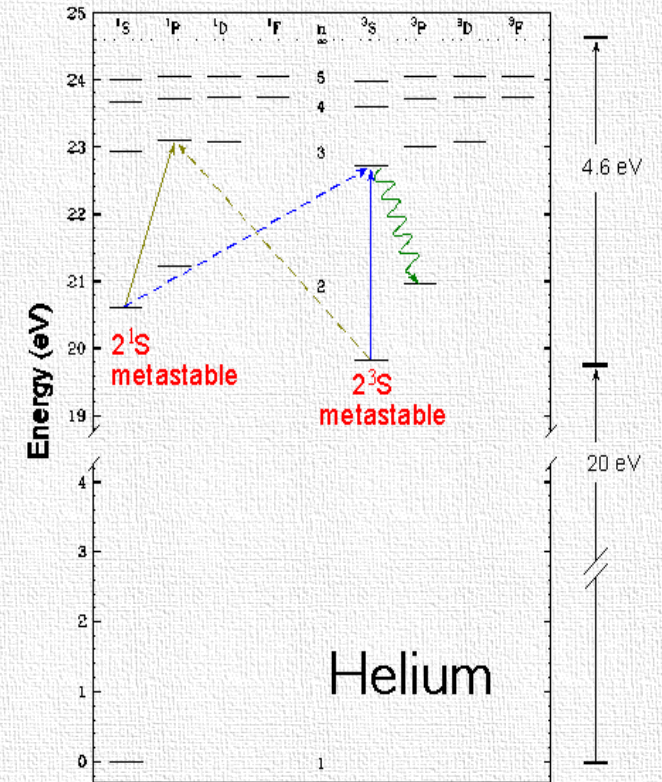 25
¹S ¹P ¹D ¹F n ³S ³P ³D ³F
∞
24
5
4
23
3
4.6 eV
22
21
2
20
2¹S
metastable
2³S
metastable
19
Energy (eV)
20 eV
4
3
2
1
Helium
0
1